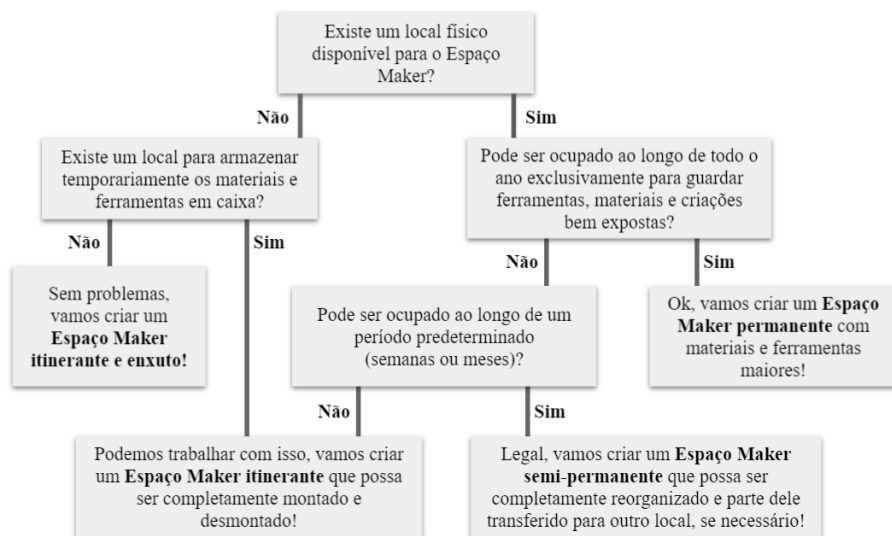 Existe um local físico
disponível para o Espaço
Maker?
Não
Sim
Existe um local para armazenar
temporariamente os materiais e
ferramentas em caixa?
Pode ser ocupado ao longo de todo o
ano exclusivamente para guardar
ferramentas, materiais e criações
bem expostas?
Não
Sim
Não
Sim
Sem problemas,
vamos criar um
Espaço Maker
itinerante e enxuto!
Pode ser ocupado ao longo de um
período predeterminado
(semanas ou meses)?
Ok, vamos criar um Espaço
Maker permanente com
materiais e ferramentas
maiores!
Não
Sim
Podemos trabalhar com isso, vamos criar
um Espaço Maker itinerante que possa
ser completamente montado e
desmontado!
Legal, vamos criar um Espaço Maker
semi-permanente que possa ser
completamente reorganizado e parte dele
transferido para outro local, se necessário!